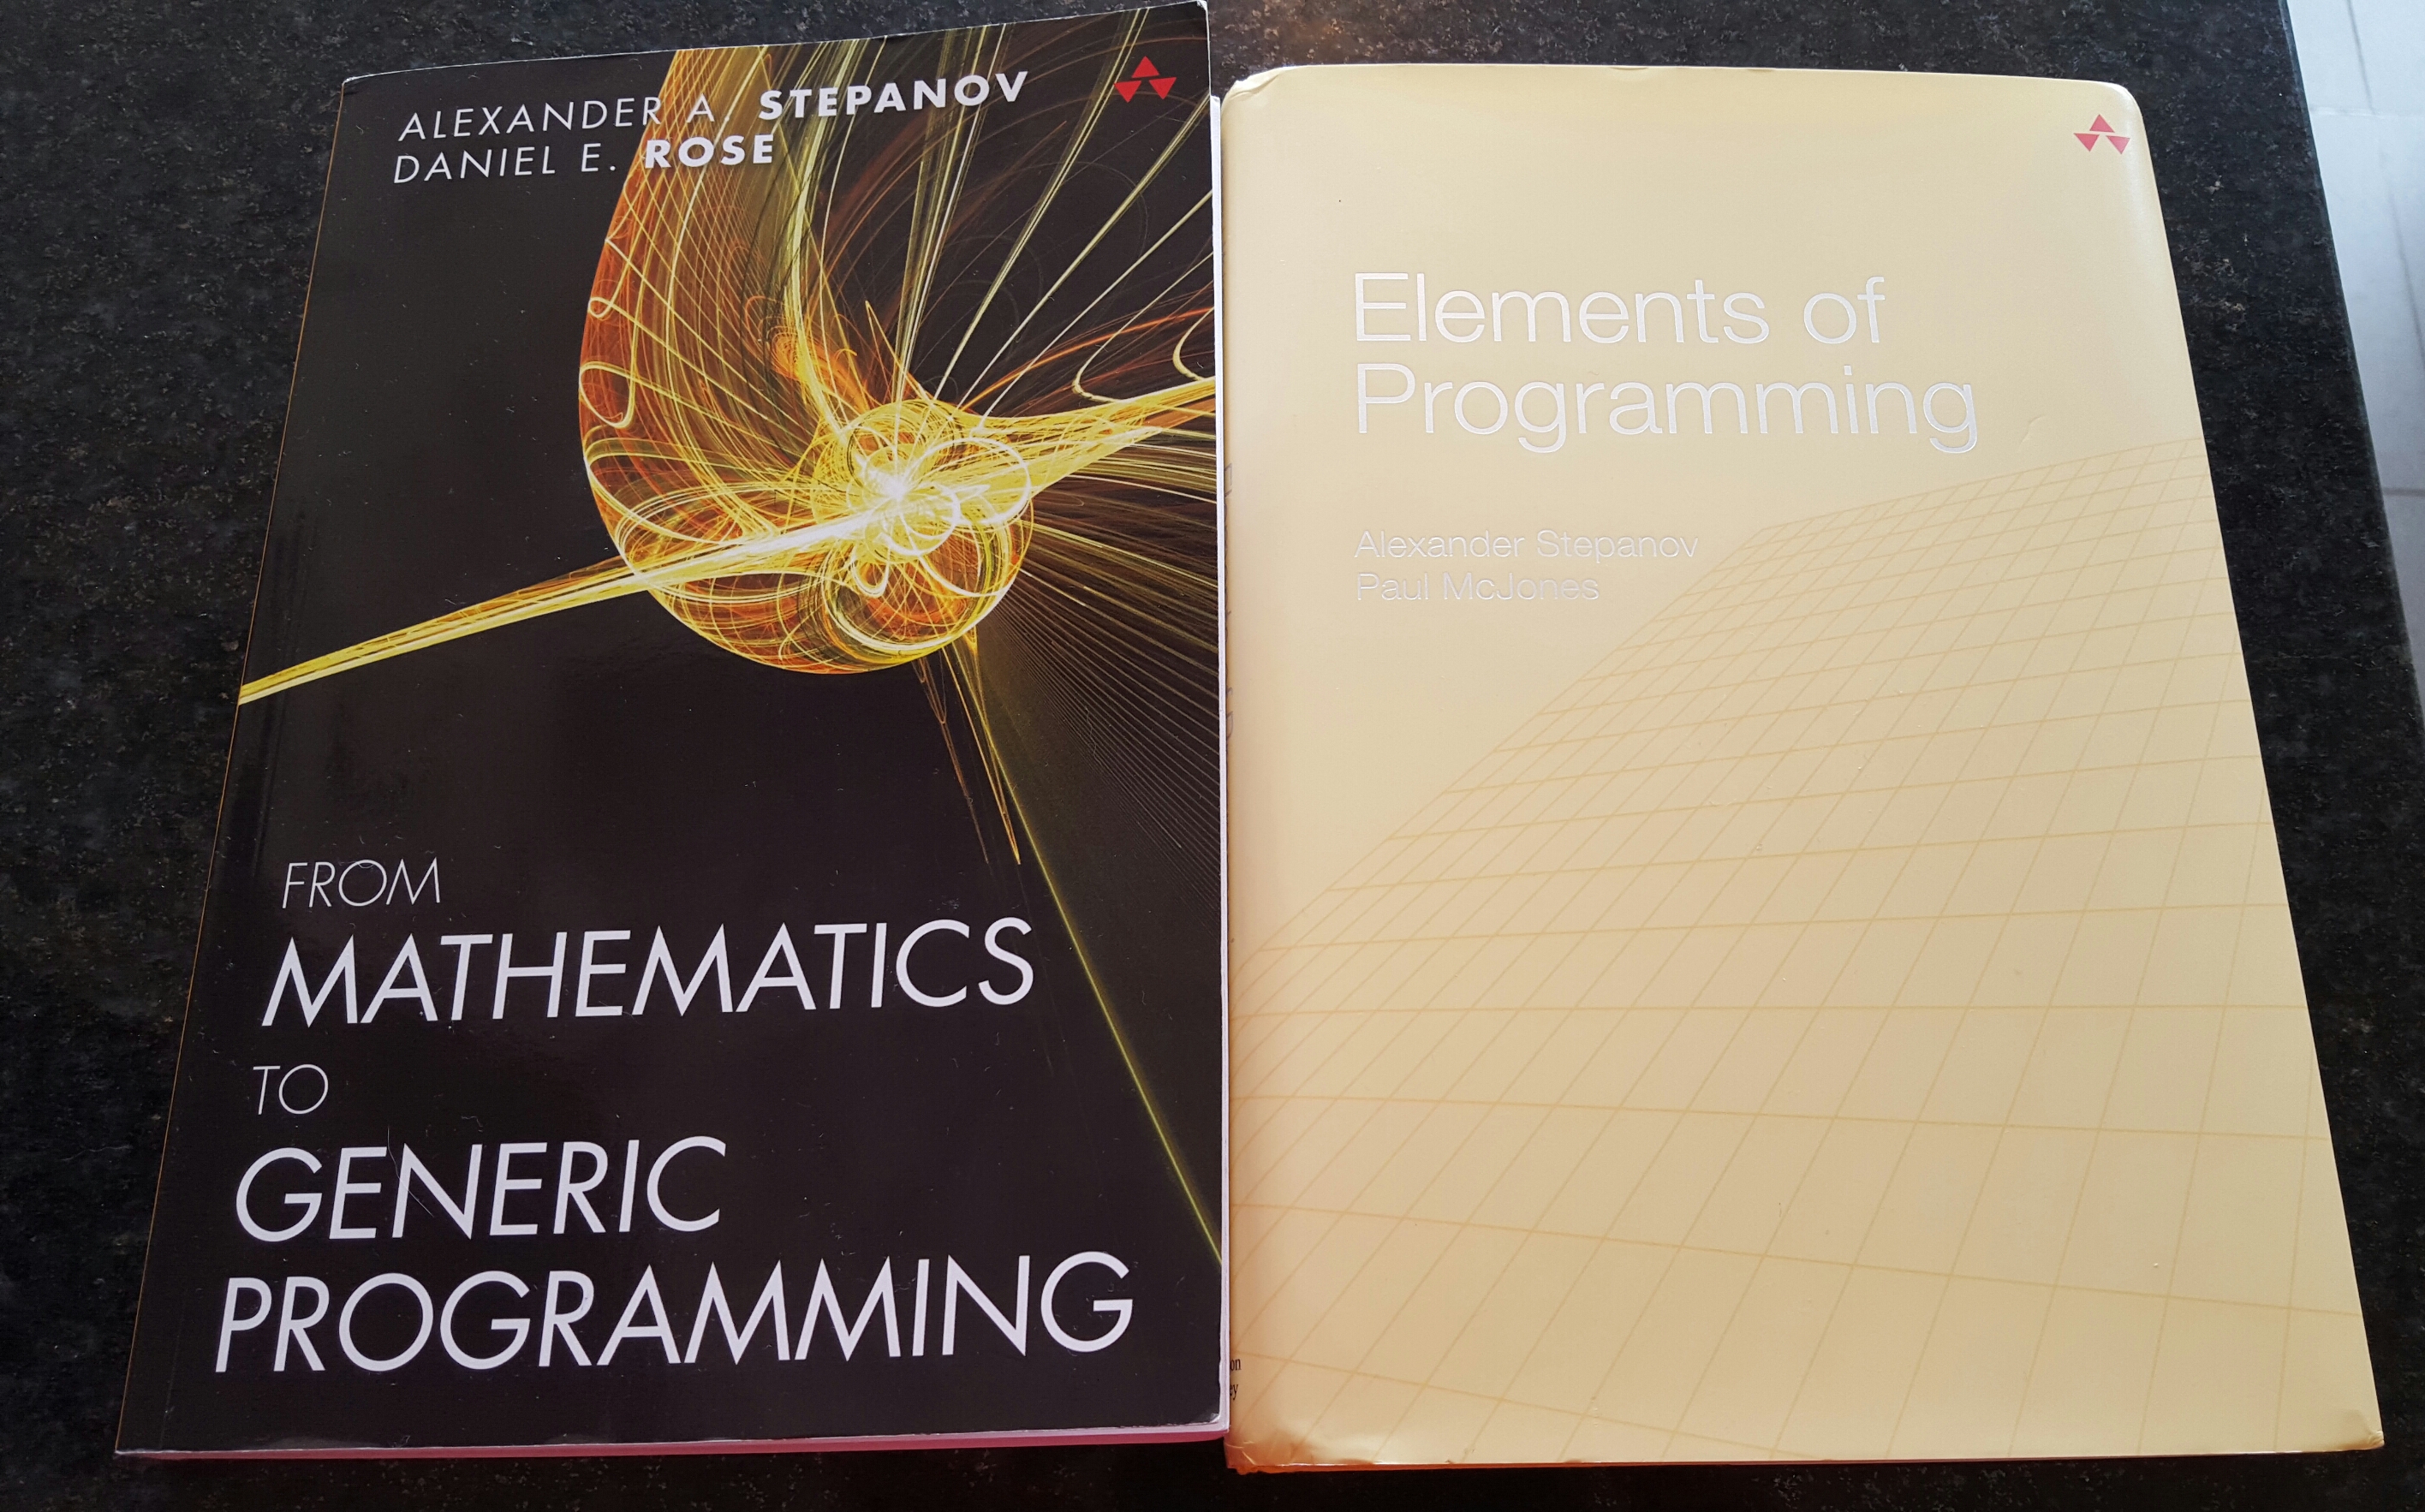 ALEXANDER A. STEPANOV
DANIEL E. ROSE
FROM
MATHEMATICS
TO
GENERIC
PROGRAMMING
Elements of
Programming
Alexander Stepanov
Paul McJones